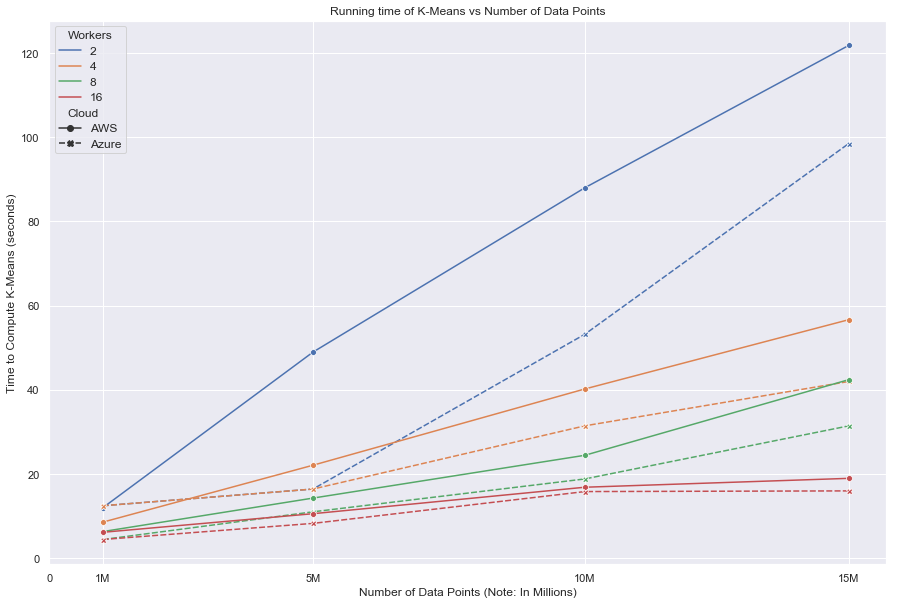 Running time of K-Means vs Number of Data Points
Workers
2
4
8
16
Cloud
AWS
Azure
120
100
80
60
40
20
0
Time to Compute K-Means (seconds)
0 1M 5M 10M 15M
Number of Data Points (Note: In Millions)